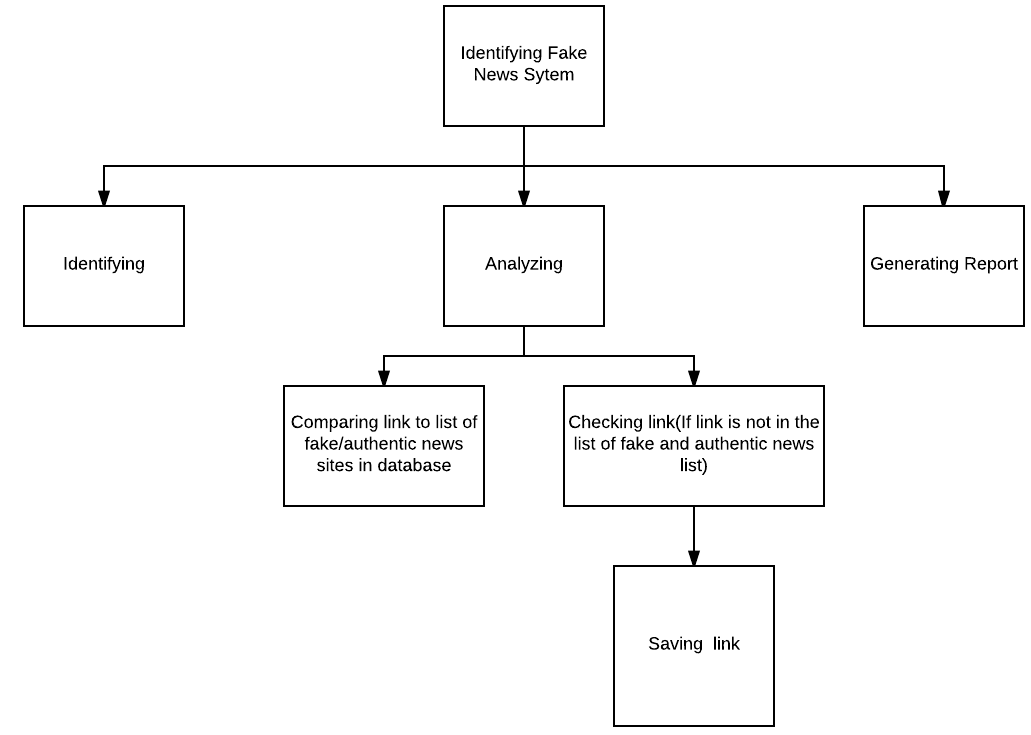 Identifying Fake
News Sytem
Identifying
Analyzing
Generating Report
Comparing link to list of
fake/authentic news
sites in database
Checking link(If link is not in the
list of fake and authentic news
list)
Saving  link